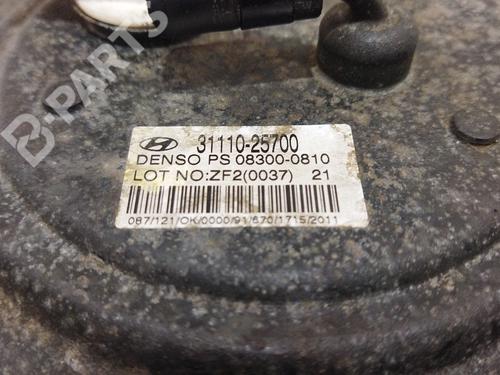 B-PARTS
31110-25700
DENSO PS 08300-0810
LOT NO:ZF2(0037) 21
087/121/OK/0000/91/670/1715/2011